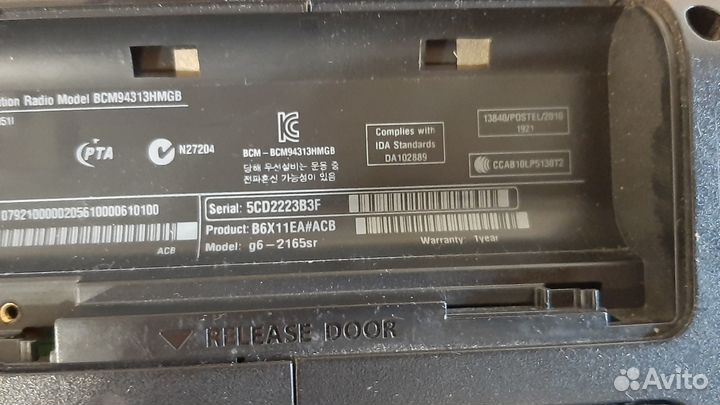 tion Radio Model BCM94313HMGB
PTA
N27204
BCM - BCM94313HMGB
당해 무선설비는 운용 중
전파혼신 가능성이 있음
Complies with
IDA Standards
DA102889
13840/POSTEL/2010
1921
CCAB10LP5130T2
0792100000205610000610100
ACB
Serial: 5CD2223B3F
Product: B6X11EA#ACB
Model: g6-2165sr
Warranty: 1year
RELEASE DOOR
Avito